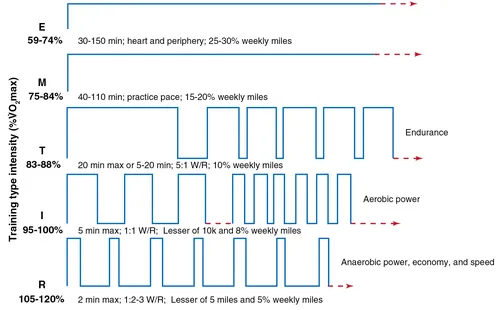 E
59-74%
30-150 min; heart and periphery; 25-30% weekly miles
M
75-84%
40-110 min; practice pace; 15-20% weekly miles
Endurance
T
83-88%
20 min max or 5-20 min; 5:1 W/R; 10% weekly miles
Training type intensity (%VO2max)
Aerobic power
I
95-100%
5 min max; 1:1 W/R; Lesser of 10k and 8% weekly miles
Anaerobic power, economy, and speed
R
105-120%
2 min max; 1:2-3 W/R; Lesser of 5 miles and 5% weekly miles